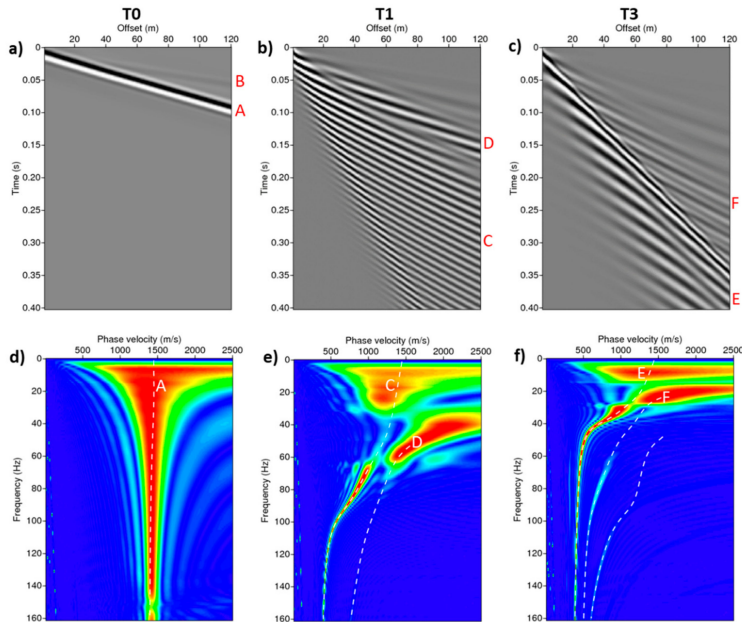 T0
T1
T3
a)
Offset (m)
0 20 40 60 80 100 120
Time (s)
0
0.05
0.10
0.15
0.20
0.25
0.30
0.35
0.40
B
A
b)
Offset (m)
0 20 40 60 80 100 120
Time (s)
0
0.05
0.10
0.15
0.20
0.25
0.30
0.35
0.40
D
C
c)
Offset (m)
0 20 40 60 80 100 120
Time (s)
0
0.05
0.10
0.15
0.20
0.25
0.30
0.35
0.40
F
E
d)
Phase velocity (m/s)
500 1000 1500 2000 2500
Frequency (Hz)
0
20
40
60
80
100
120
140
160
A
e)
Phase velocity (m/s)
500 1000 1500 2000 2500
Frequency (Hz)
0
20
40
60
80
100
120
140
160
C
D
f)
Phase velocity (m/s)
500 1000 1500 2000 2500
Frequency (Hz)
0
20
40
60
80
100
120
140
160
E
F